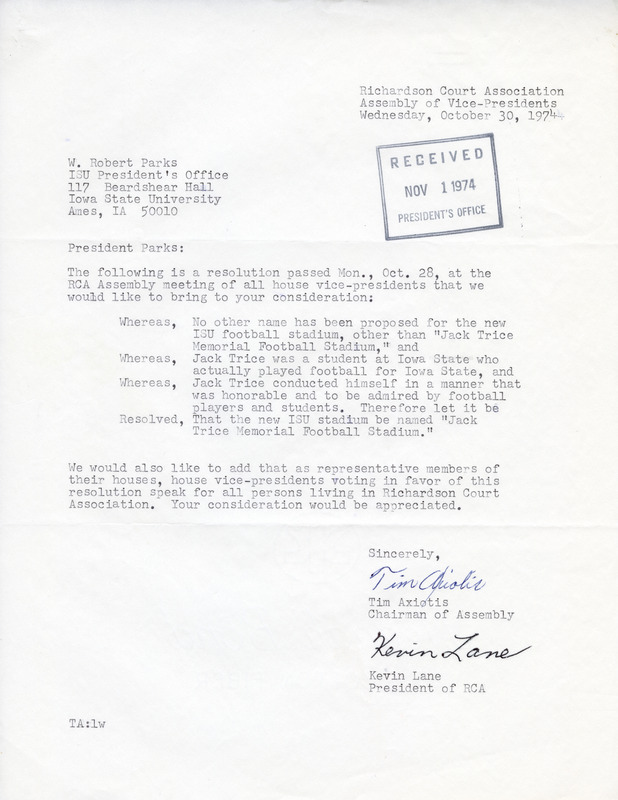 Richardson Court Association
Assembly of Vice-Presidents
Wednesday, October 30, 1974
RECEIVED
NOV 1 1974
PRESIDENT'S OFFICE
W. Robert Parks
ISU President's Office
117 Beardshear Hall
Iowa State University
Ames, IA 50010
President Parks:
The following is a resolution passed Mon., Oct. 28, at the
RCA Assembly meeting of all house vice-presidents that we
would like to bring to your consideration:
Whereas, No other name has been proposed for the new
ISU football stadium, other than "Jack Trice
Memorial Football Stadium," and
Whereas, Jack Trice was a student at Iowa State who
actually played football for Iowa State, and
Whereas, Jack Trice conducted himself in a manner that
was honorable and to be admired by football
players and students. Therefore let it be
Resolved, That the new ISU stadium be named "Jack
Trice Memorial Football Stadium."
We would also like to add that as representative members of
their houses, house vice-presidents voting in favor of this
resolution speak for all persons living in Richardson Court
Association. Your consideration would be appreciated.
Sincerely,
Tim Axiotis
Tim Axiotis
Chairman of Assembly
Kevin Lane
Kevin Lane
President of RCA
TA:lw